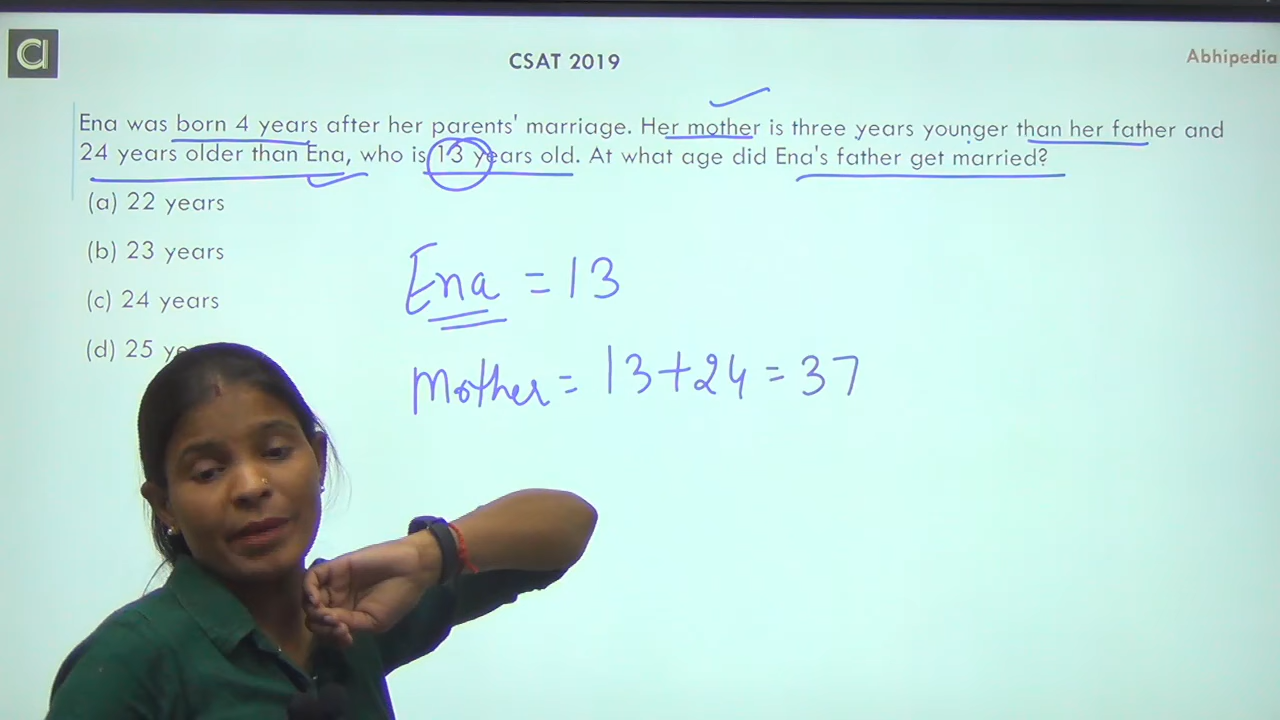 CSAT 2019
Abhipedia
Ena was born 4 years after her parents' marriage. Her mother is three years younger than her father and
24 years older than Ena, who is 13 years old. At what age did Ena's father get married?
(a) 22 years
(b) 23 years
(c) 24 years
(d) 25 ye
Ena = 13
Mother = 13+24 = 37